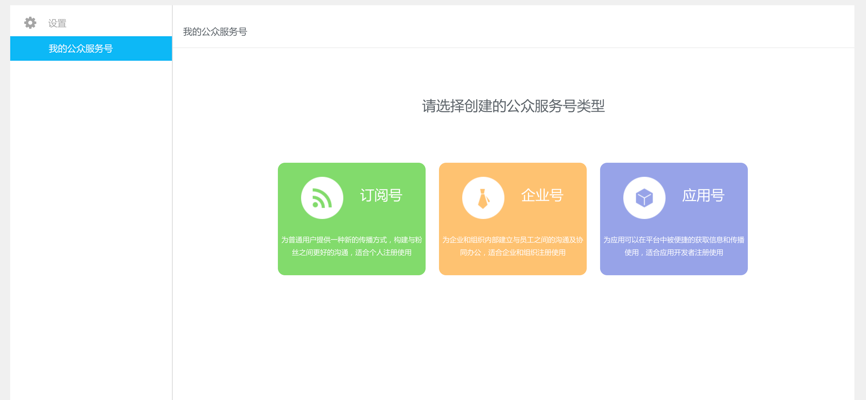 设置
我的公众服务号
我的公众服务号
请选择创建的公众服务号类型
订阅号
为普通用户提供一种新的传播方式，构建与粉
丝之间更好的沟通，适合个人注册使用
企业号
为企业和组织内部建立与员工之间的沟通及协
同办公，适合企业和组织注册使用
应用号
为应用可以在平台中被便捷的获取信息和传播
使用，适合应用开发者注册使用